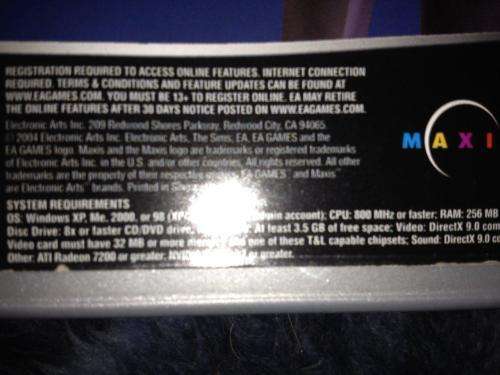 REGISTRATION REQUIRED TO ACCESS ONLINE FEATURES. INTERNET CONNECTION
REQUIRED. TERMS & CONDITIONS AND FEATURE UPDATES CAN BE FOUND AT
WWW.EAGAMES.COM. YOU MUST BE 13+ TO REGISTER ONLINE. EA MAY RETIRE
THE ONLINE FEATURES AFTER 30 DAYS NOTICE POSTED ON WWW.EAGAMES.COM.
Electronic Arts Inc. 209 Redwood Shores Parkway, Redwood City, CA 94065.
© 2004 Electronic Arts Inc. Electronic Arts, The Sims, EA, EA GAMES and the
EA GAMES logo, Maxis and the Maxis logo are trademarks or registered trademarks
of Electronic Arts Inc. in the U.S. and/or other countries. All rights reserved. All other
trademarks are the property of their respective owners. EA GAMES™ and Maxis™
are Electronic Arts™ brands. Printed in
MAXI
SYSTEM REQUIREMENTS
OS: Windows XP, Me, 2000, or 98 account); CPU: 800 MHz or faster; RAM: 256 MB
Disc Drive: 8x or faster CD/DVD drive; At least 3.5 GB of free space; Video: DirectX 9.0 com
Video card must have 32 MB or more and one of these T&L capable chipsets; Sound: DirectX 9.0 com
Other: ATI Radeon 7200 or greater, or greater.